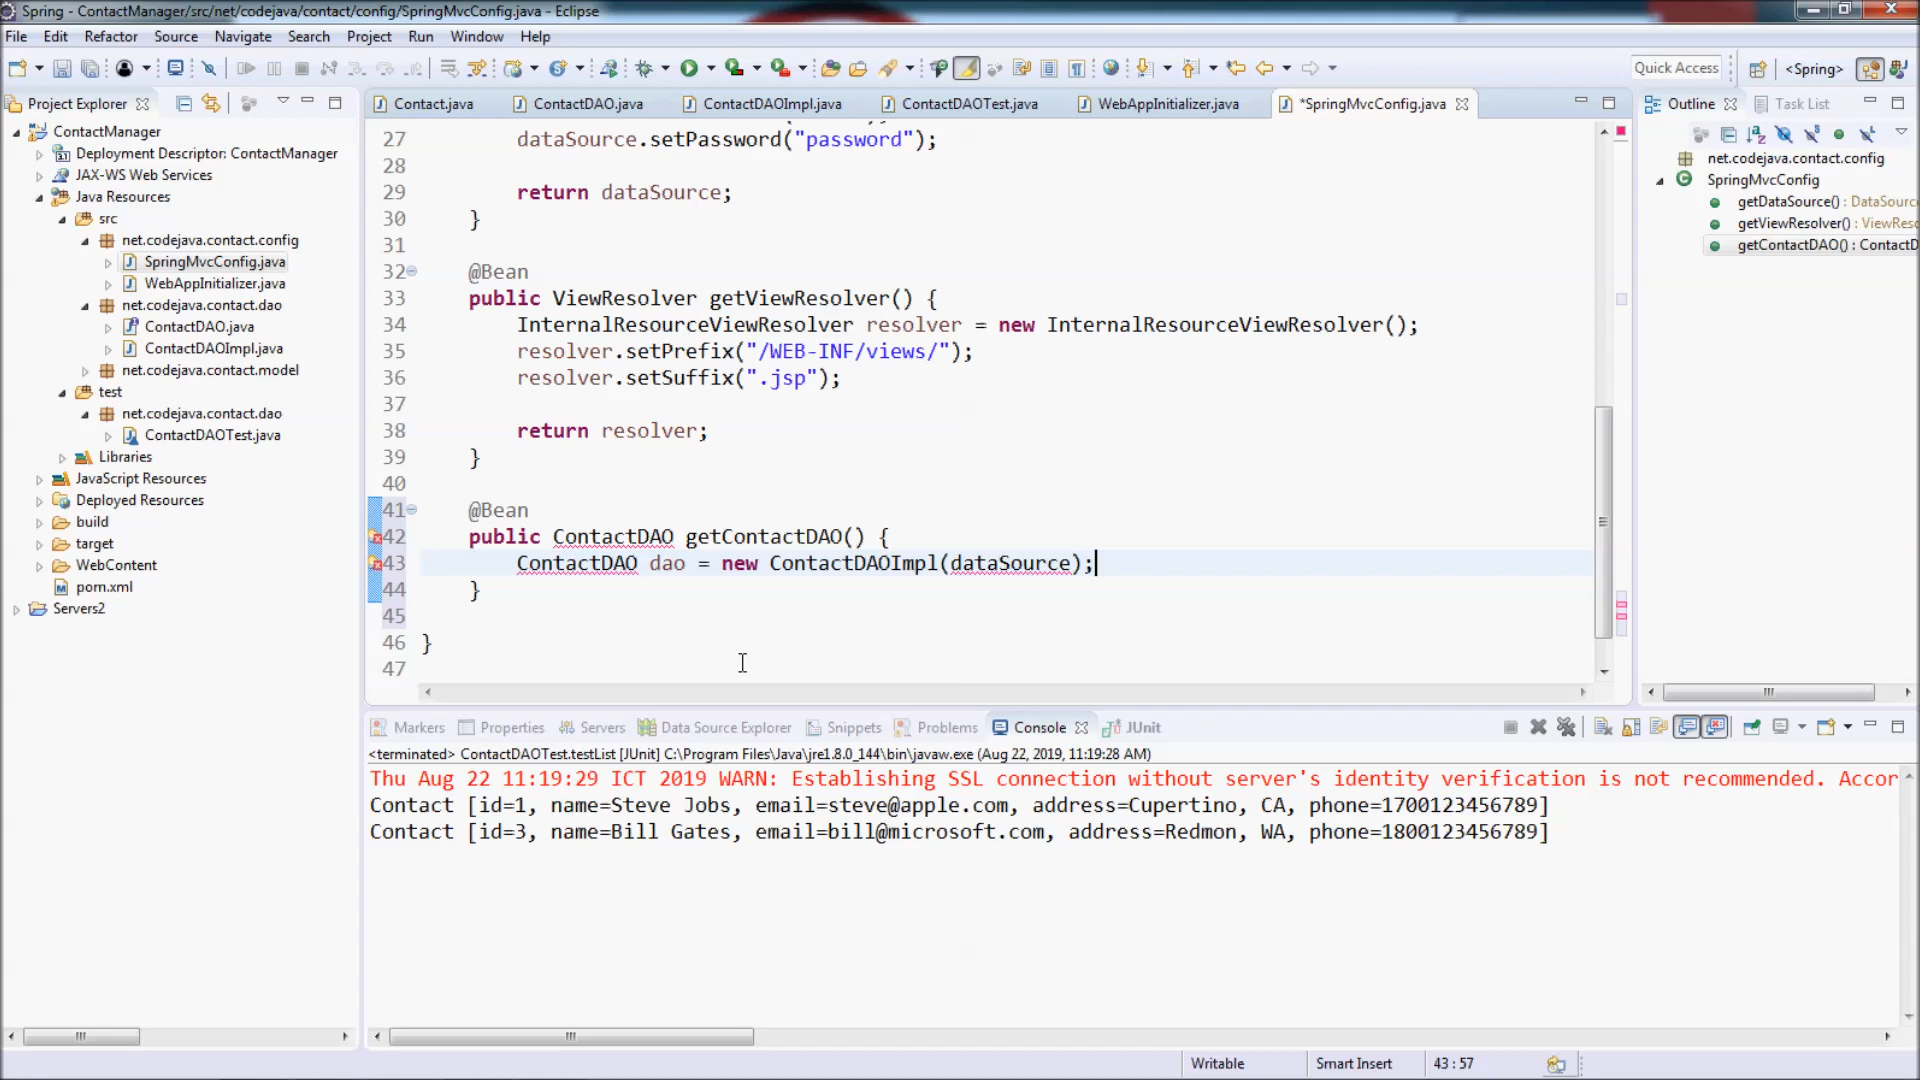 Spring - ContactManager/src/net/codejava/contact/config/SpringMvcConfig.java - Eclipse
File Edit Refactor Source Navigate Search Project Run Window Help
Quick Access <Spring>
Project Explorer
Contact.java ContactDAO.java ContactDAOImpl.java ContactDAOTest.java WebAppInitializer.java *SpringMvcConfig.java
Outline Task List
ContactManager
Deployment Descriptor: ContactManager
JAX-WS Web Services
Java Resources
src
net.codejava.contact.config
SpringMvcConfig.java
WebAppInitializer.java
net.codejava.contact.dao
ContactDAO.java
ContactDAOImpl.java
net.codejava.contact.model
test
net.codejava.contact.dao
ContactDAOTest.java
Libraries
JavaScript Resources
Deployed Resources
build
target
WebContent
pom.xml
Servers2
27 dataSource.setPassword("password");
28
29 return dataSource;
30 }
31
32 @Bean
33 public ViewResolver getViewResolver() {
34 InternalResourceViewResolver resolver = new InternalResourceViewResolver();
35 resolver.setPrefix("/WEB-INF/views/");
36 resolver.setSuffix(".jsp");
37
38 return resolver;
39 }
40
41 @Bean
42 public ContactDAO getContactDAO() {
43 ContactDAO dao = new ContactDAOImpl(dataSource);
44 }
45
46 }
47
net.codejava.contact.config
SpringMvcConfig
getDataSource() : DataSourc
getViewResolver() : ViewReso
getContactDAO() : ContactD
Markers Properties Servers Data Source Explorer Snippets Problems Console JUnit
<terminated> ContactDAOTest.testList [JUnit] C:\Program Files\Java\jre1.8.0_144\bin\javaw.exe (Aug 22, 2019, 11:19:28 AM)
Thu Aug 22 11:19:29 ICT 2019 WARN: Establishing SSL connection without server's identity verification is not recommended. Accor
Contact [id=1, name=Steve Jobs, email=steve@apple.com, address=Cupertino, CA, phone=1700123456789]
Contact [id=3, name=Bill Gates, email=bill@microsoft.com, address=Redmon, WA, phone=1800123456789]
Writable Smart Insert 43 : 57